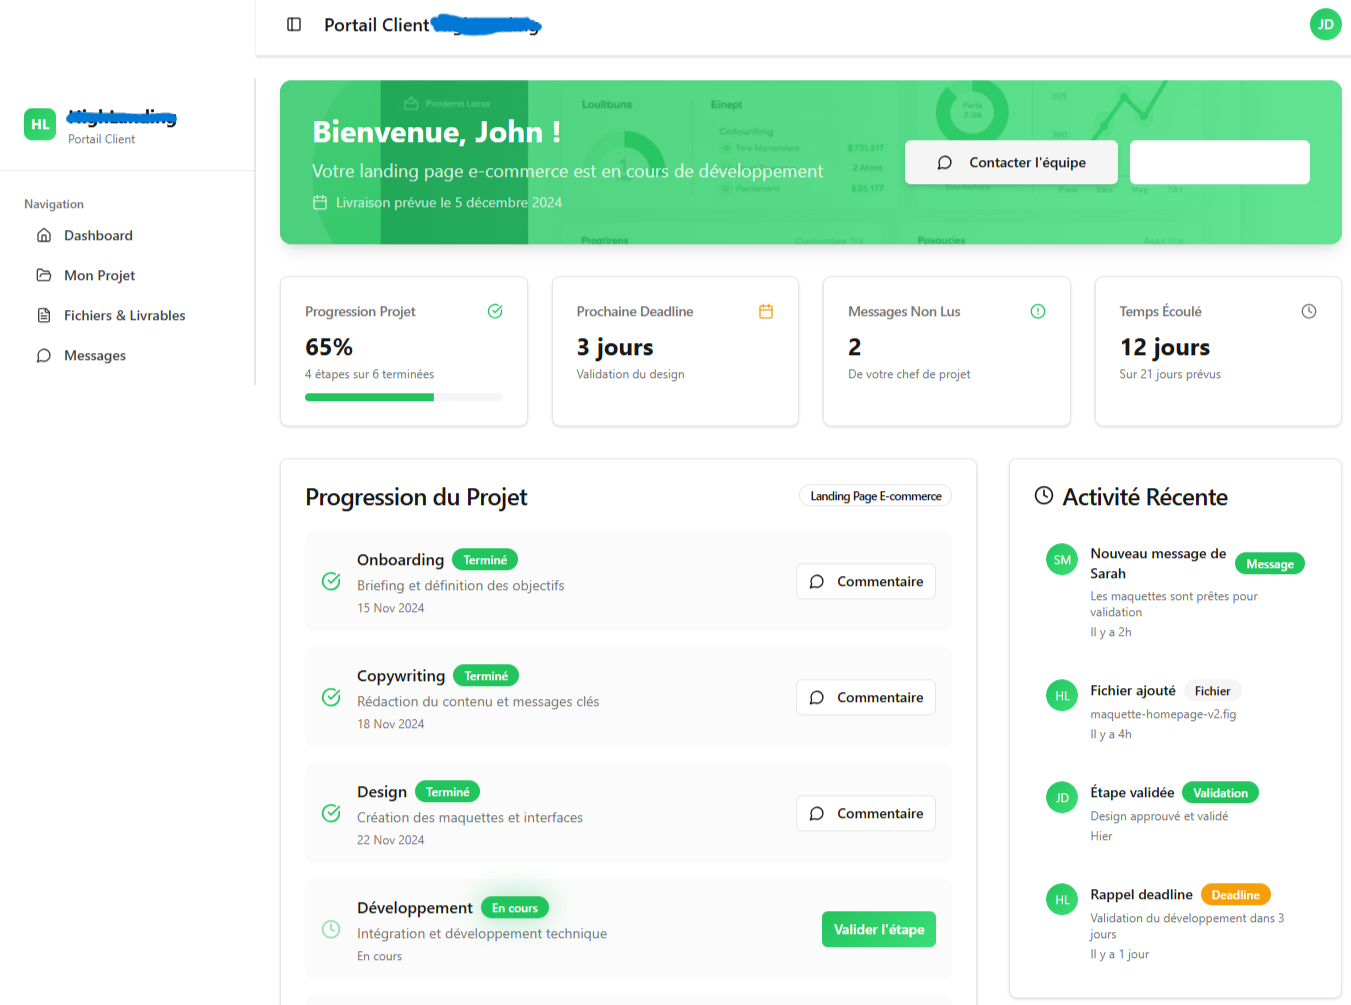 Portail Client
JD
HL
Portail Client
Navigation
Dashboard
Mon Projet
Fichiers & Livrables
Messages
Bienvenue, John !
Votre landing page e-commerce est en cours de développement
Livraison prévue le 5 décembre 2024
Contacter l'équipe
Progression Projet
65%
4 étapes sur 6 terminées
Prochaine Deadline
3 jours
Validation du design
Messages Non Lus
2
De votre chef de projet
Temps Écoulé
12 jours
Sur 21 jours prévus
Progression du Projet
Landing Page E-commerce
Onboarding Terminé
Briefing et définition des objectifs
15 Nov 2024
Commentaire
Copywriting Terminé
Rédaction du contenu et messages clés
18 Nov 2024
Commentaire
Design Terminé
Création des maquettes et interfaces
22 Nov 2024
Commentaire
Développement En cours
Intégration et développement technique
En cours
Valider l'étape
Activité Récente
SM
Nouveau message de
Sarah
Message
Les maquettes sont prêtes pour
validation
Il y a 2h
HL
Fichier ajouté Fichier
maquette-homepage-v2.fig
Il y a 4h
JD
Étape validée Validation
Design approuvé et validé
Hier
HL
Rappel deadline Deadline
Validation du développement dans 3
jours
Il y a 1 jour